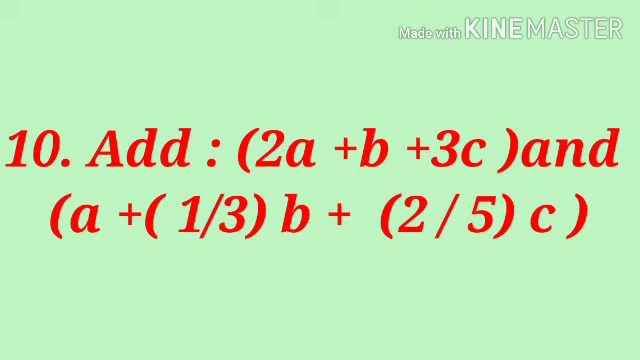 Made with KINEMASTER
10. Add : (2a +b +3c )and
(a +( 1/3) b + (2 / 5) c )